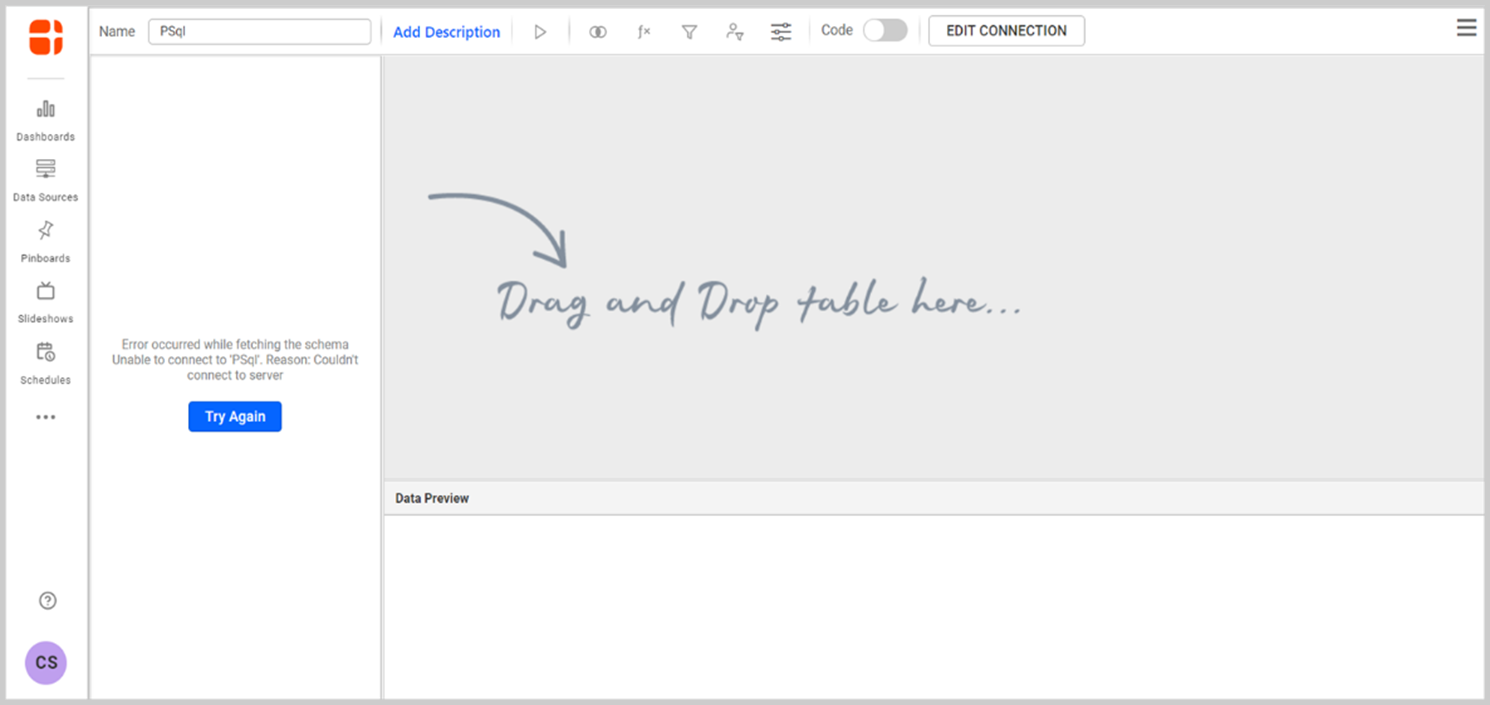 Name
PSql
Add Description
Code
EDIT CONNECTION
Dashboards
Data Sources
Pinboards
Slideshows
Schedules
CS
Error occurred while fetching the schema
Unable to connect to 'PSql'. Reason: Couldn't
connect to server
Try Again
Drag and Drop table here...
Data Preview